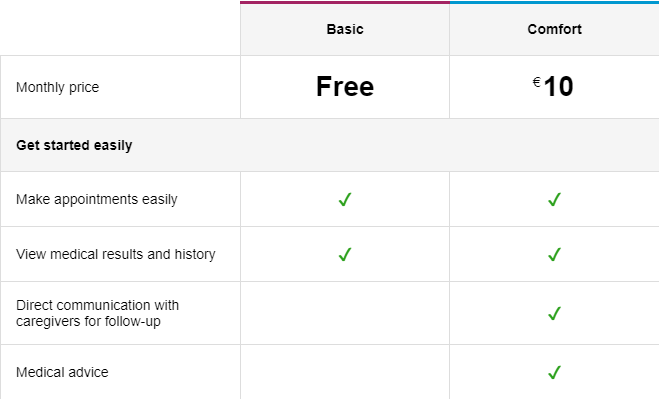 Basic Comfort
Monthly price Free €10
Get started easily
Make appointments easily ✓ ✓
View medical results and history ✓ ✓
Direct communication with
caregivers for follow-up ✓
Medical advice ✓